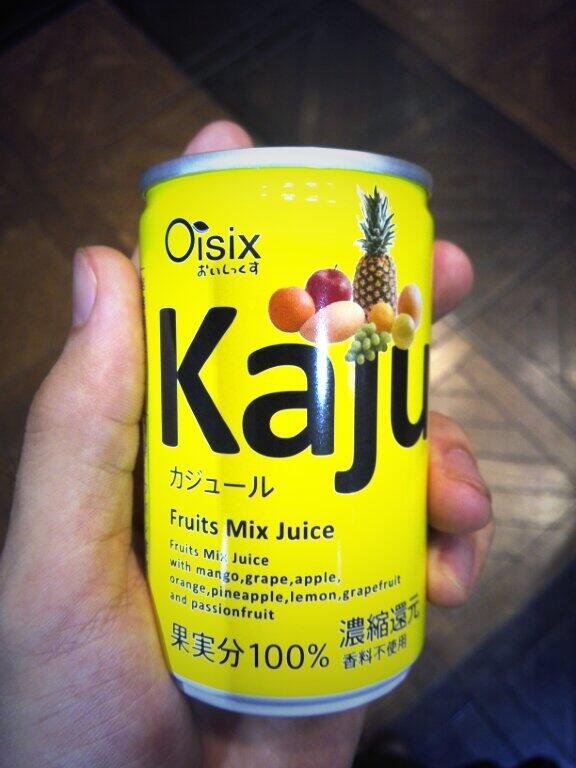 Oisix
おいしっくす
Kaju
カジュール
Fruits Mix Juice
Fruits Mix Juice
with mango,grape,apple,
orange,pineapple,lemon,grapefruit
and passionfruit
果実分100%
濃縮還元
香料不使用